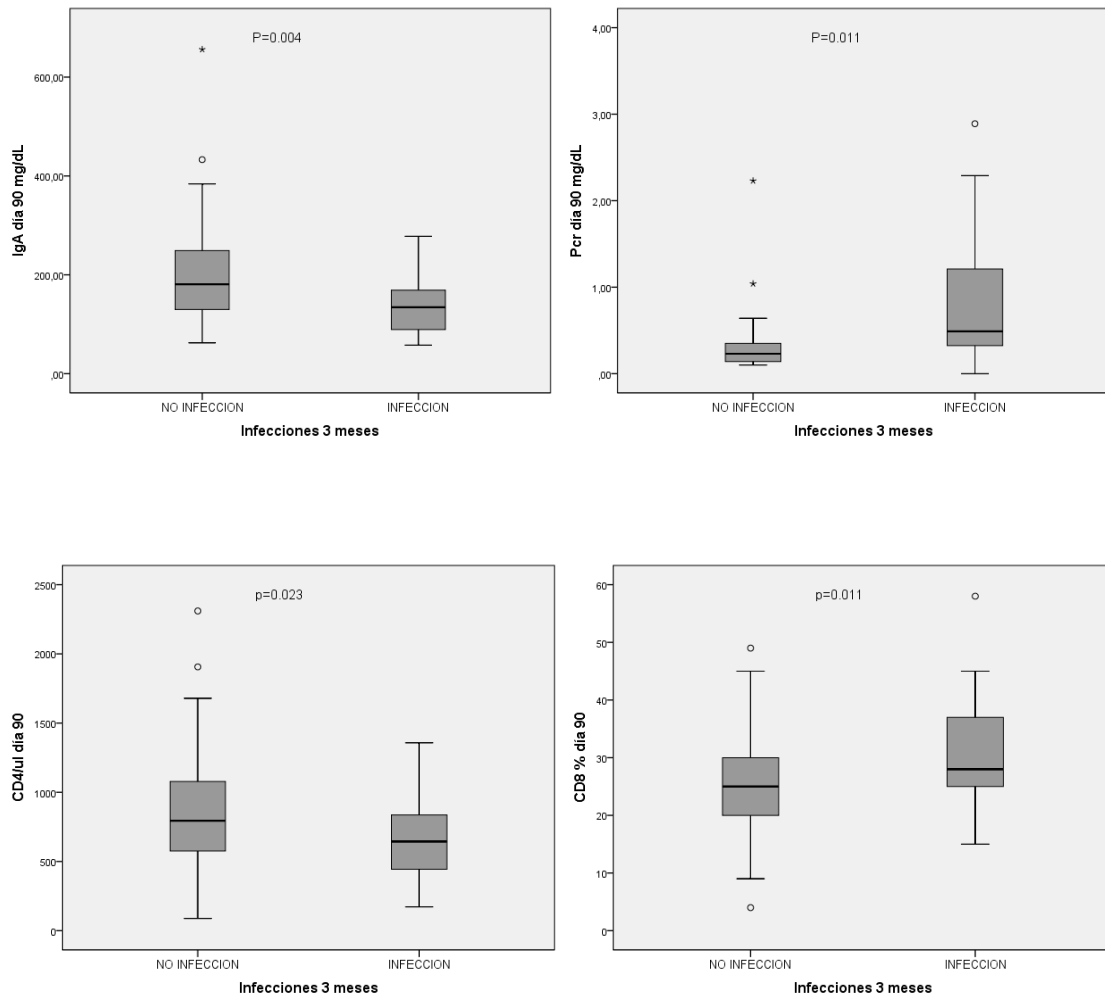 P=0.004
600,00
400,00
200,00
,00
IgA día 90 mg/dL
NO INFECCION
INFECCION
Infecciones 3 meses
P=0.011
4,00
3,00
2,00
1,00
,00
Pcr día 90 mg/dL
NO INFECCION
INFECCION
Infecciones 3 meses
p=0.023
2500
2000
1500
1000
500
0
CD4/ul día 90
NO INFECCION
INFECCION
Infecciones 3 meses
p=0.011
60
50
40
30
20
10
0
CD8 % día 90
NO INFECCION
INFECCION
Infecciones 3 meses